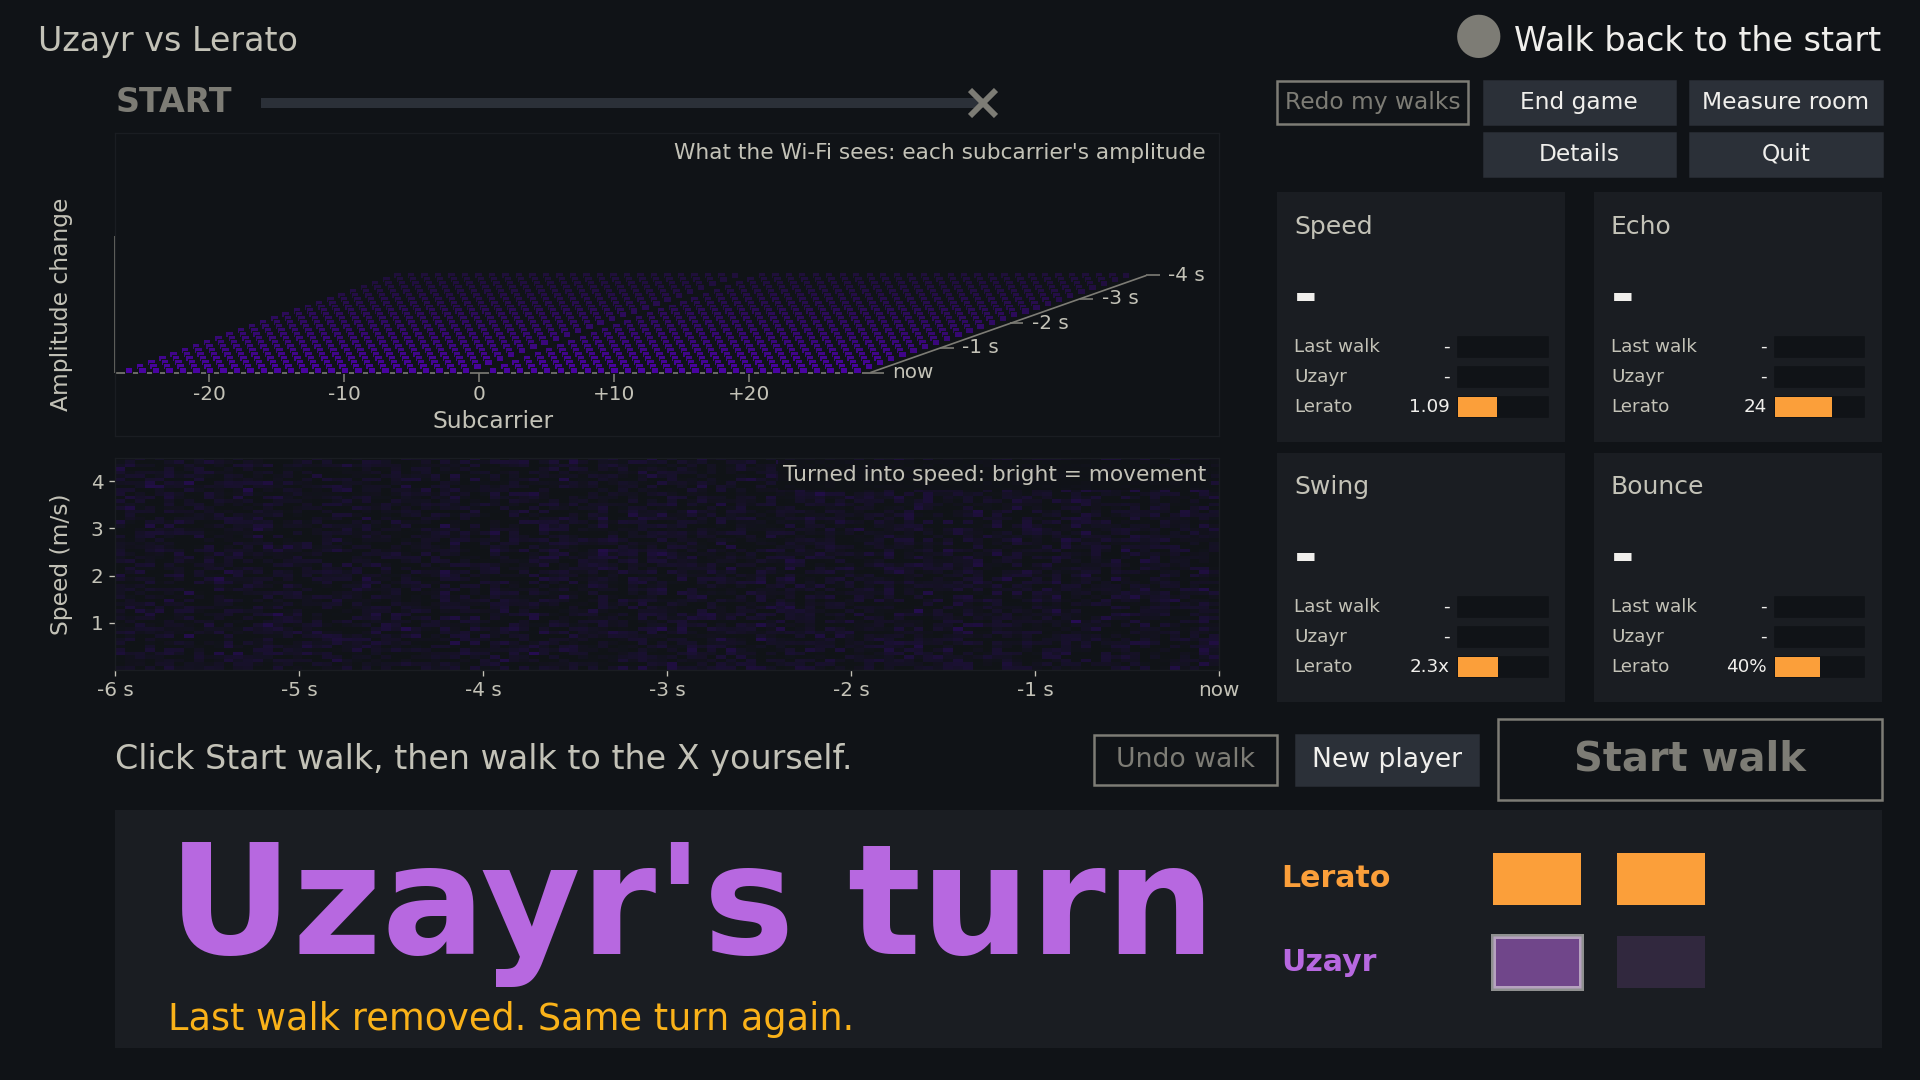 Uzayr vs Lerato
Walk back to the start
START
Redo my walks
End game
Measure room
Details
Quit
What the Wi-Fi sees: each subcarrier's amplitude
Amplitude change
-4 s
-3 s
-2 s
-1 s
now
-20
-10
0
+10
+20
Subcarrier
Turned into speed: bright = movement
Speed (m/s)
4
3
2
1
-6 s
-5 s
-4 s
-3 s
-2 s
-1 s
now
Speed
-
Last walk -
Uzayr -
Lerato 1.09
Echo
-
Last walk -
Uzayr -
Lerato 24
Swing
-
Last walk -
Uzayr -
Lerato 2.3x
Bounce
-
Last walk -
Uzayr -
Lerato 40%
Click Start walk, then walk to the X yourself.
Undo walk
New player
Start walk
Uzayr's turn
Last walk removed. Same turn again.
Lerato
Uzayr